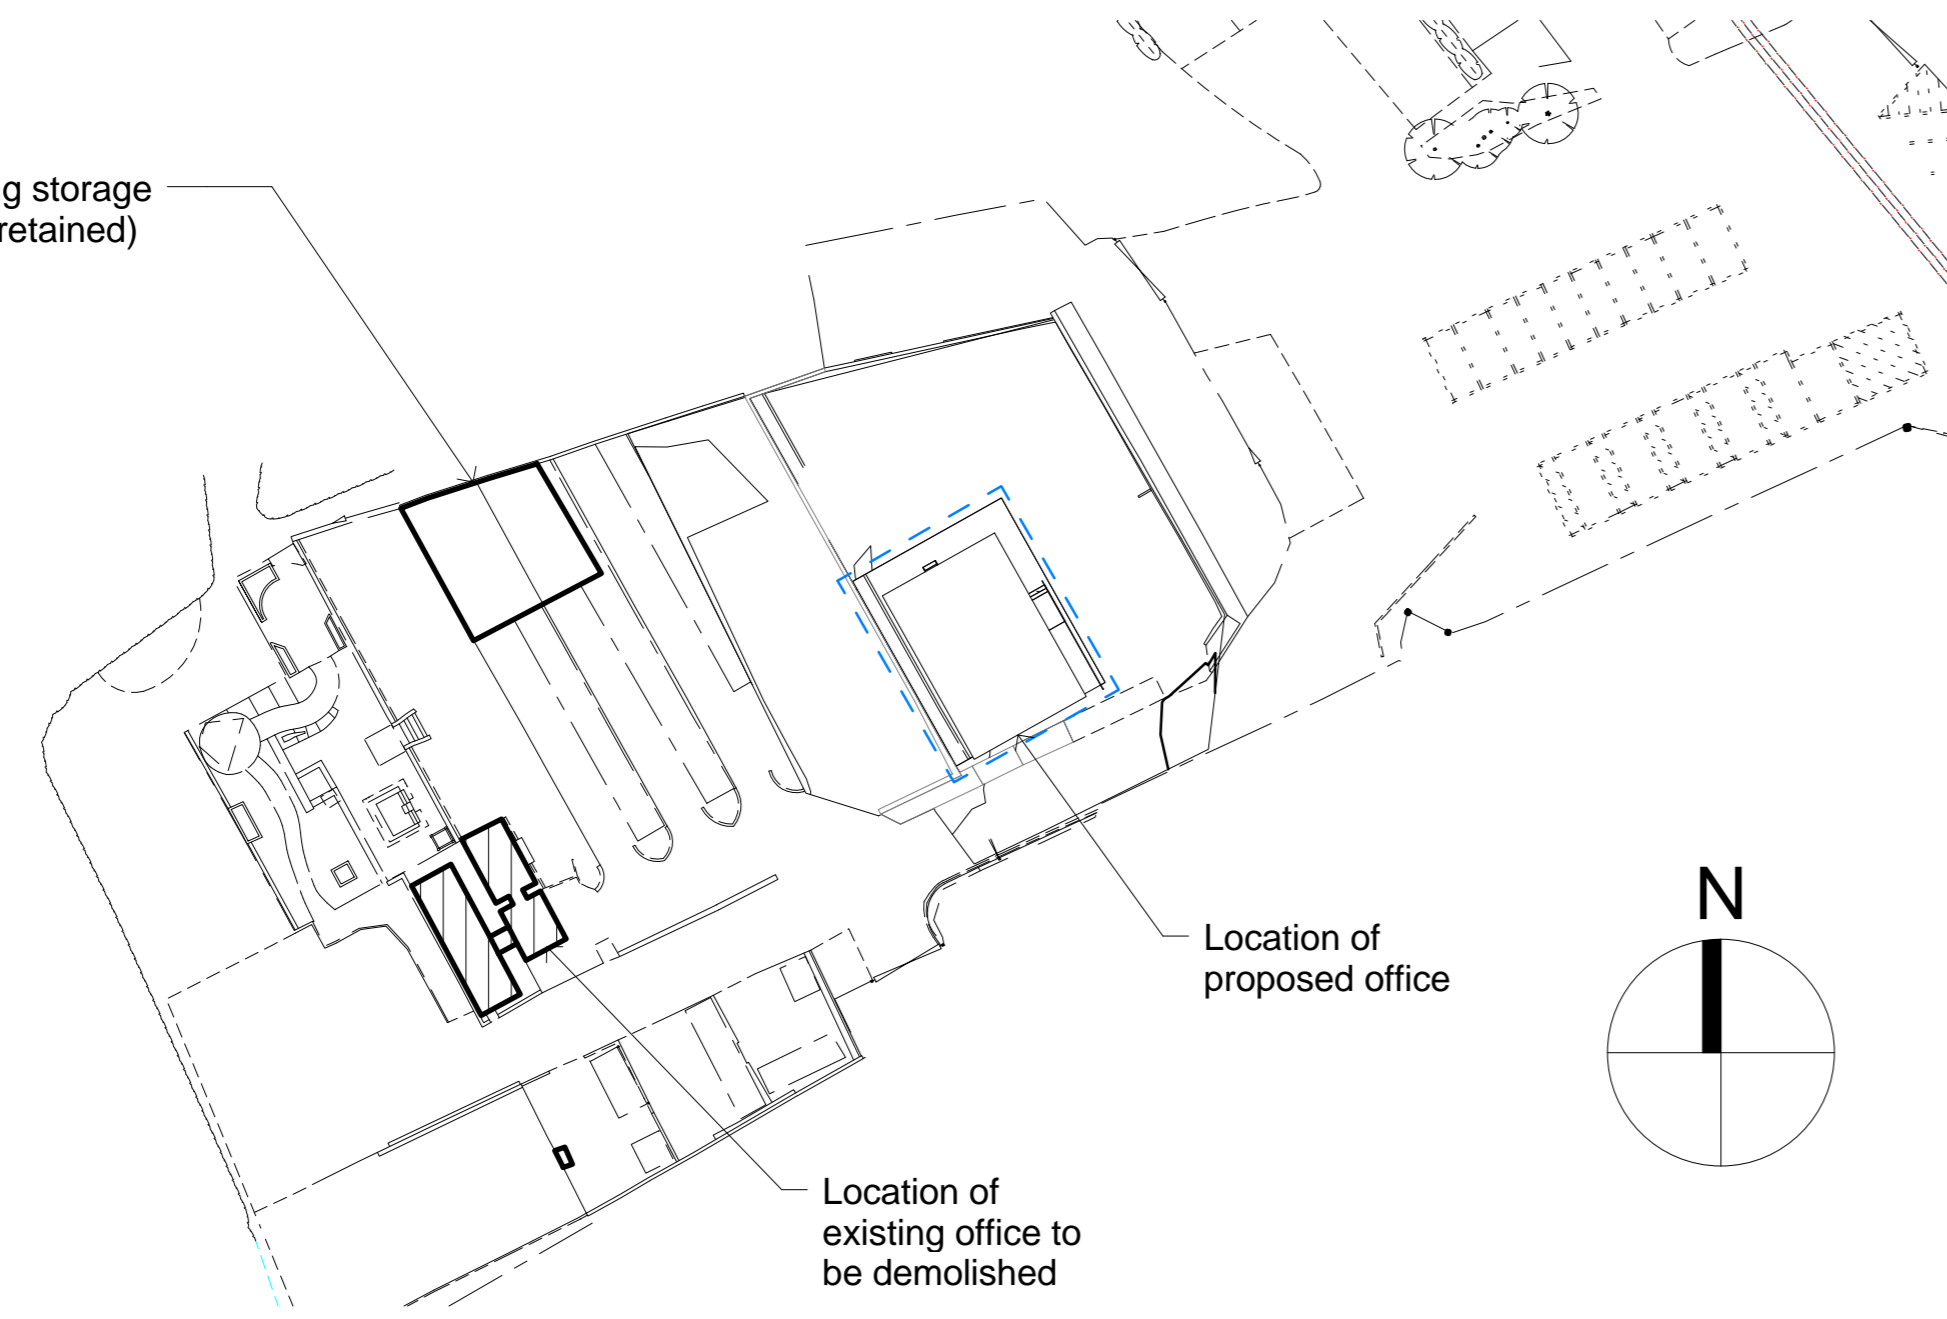 g storage
retained)
N
Location of
proposed office
Location of
existing office to
be demolished